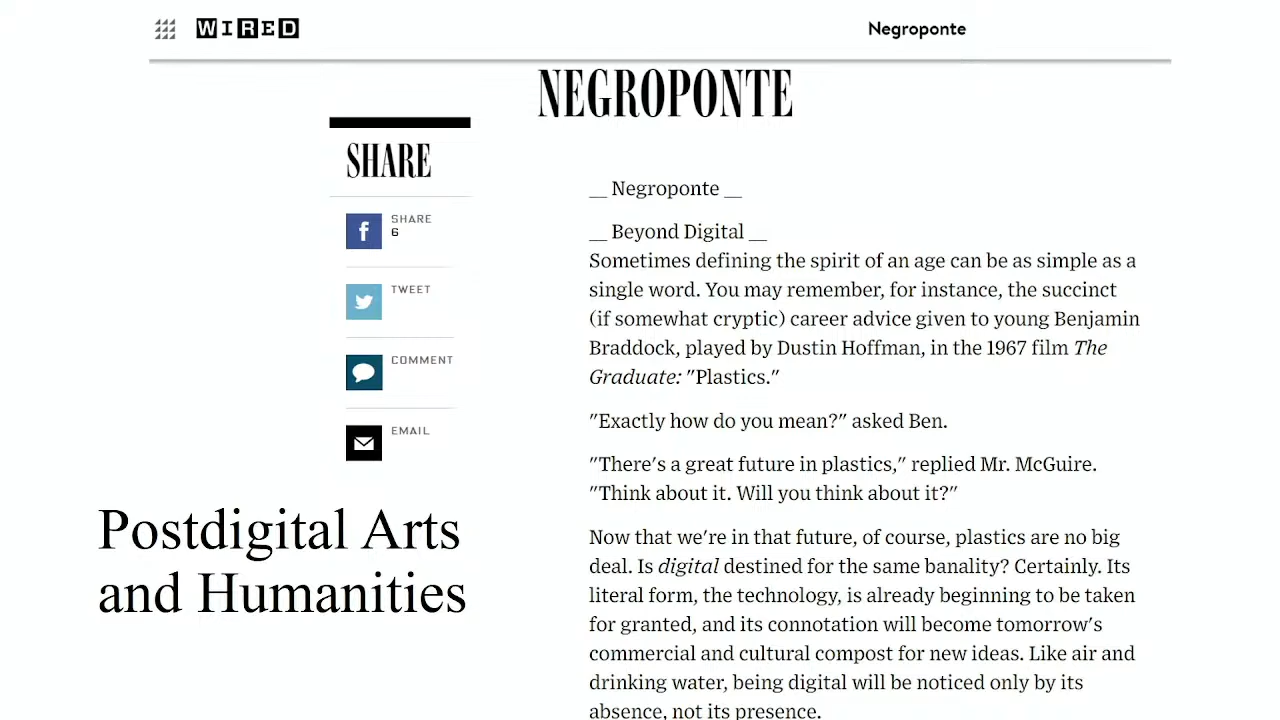 WIRED
Negroponte
NEGROPONTE
SHARE
SHARE
6
TWEET
COMMENT
EMAIL
Postdigital Arts
and Humanities
__ Negroponte __
__ Beyond Digital __
Sometimes defining the spirit of an age can be as simple as a
single word. You may remember, for instance, the succinct
(if somewhat cryptic) career advice given to young Benjamin
Braddock, played by Dustin Hoffman, in the 1967 film The
Graduate: "Plastics."
"Exactly how do you mean?" asked Ben.
"There's a great future in plastics," replied Mr. McGuire.
"Think about it. Will you think about it?"
Now that we're in that future, of course, plastics are no big
deal. Is digital destined for the same banality? Certainly. Its
literal form, the technology, is already beginning to be taken
for granted, and its connotation will become tomorrow's
commercial and cultural compost for new ideas. Like air and
drinking water, being digital will be noticed only by its
absence, not its presence.